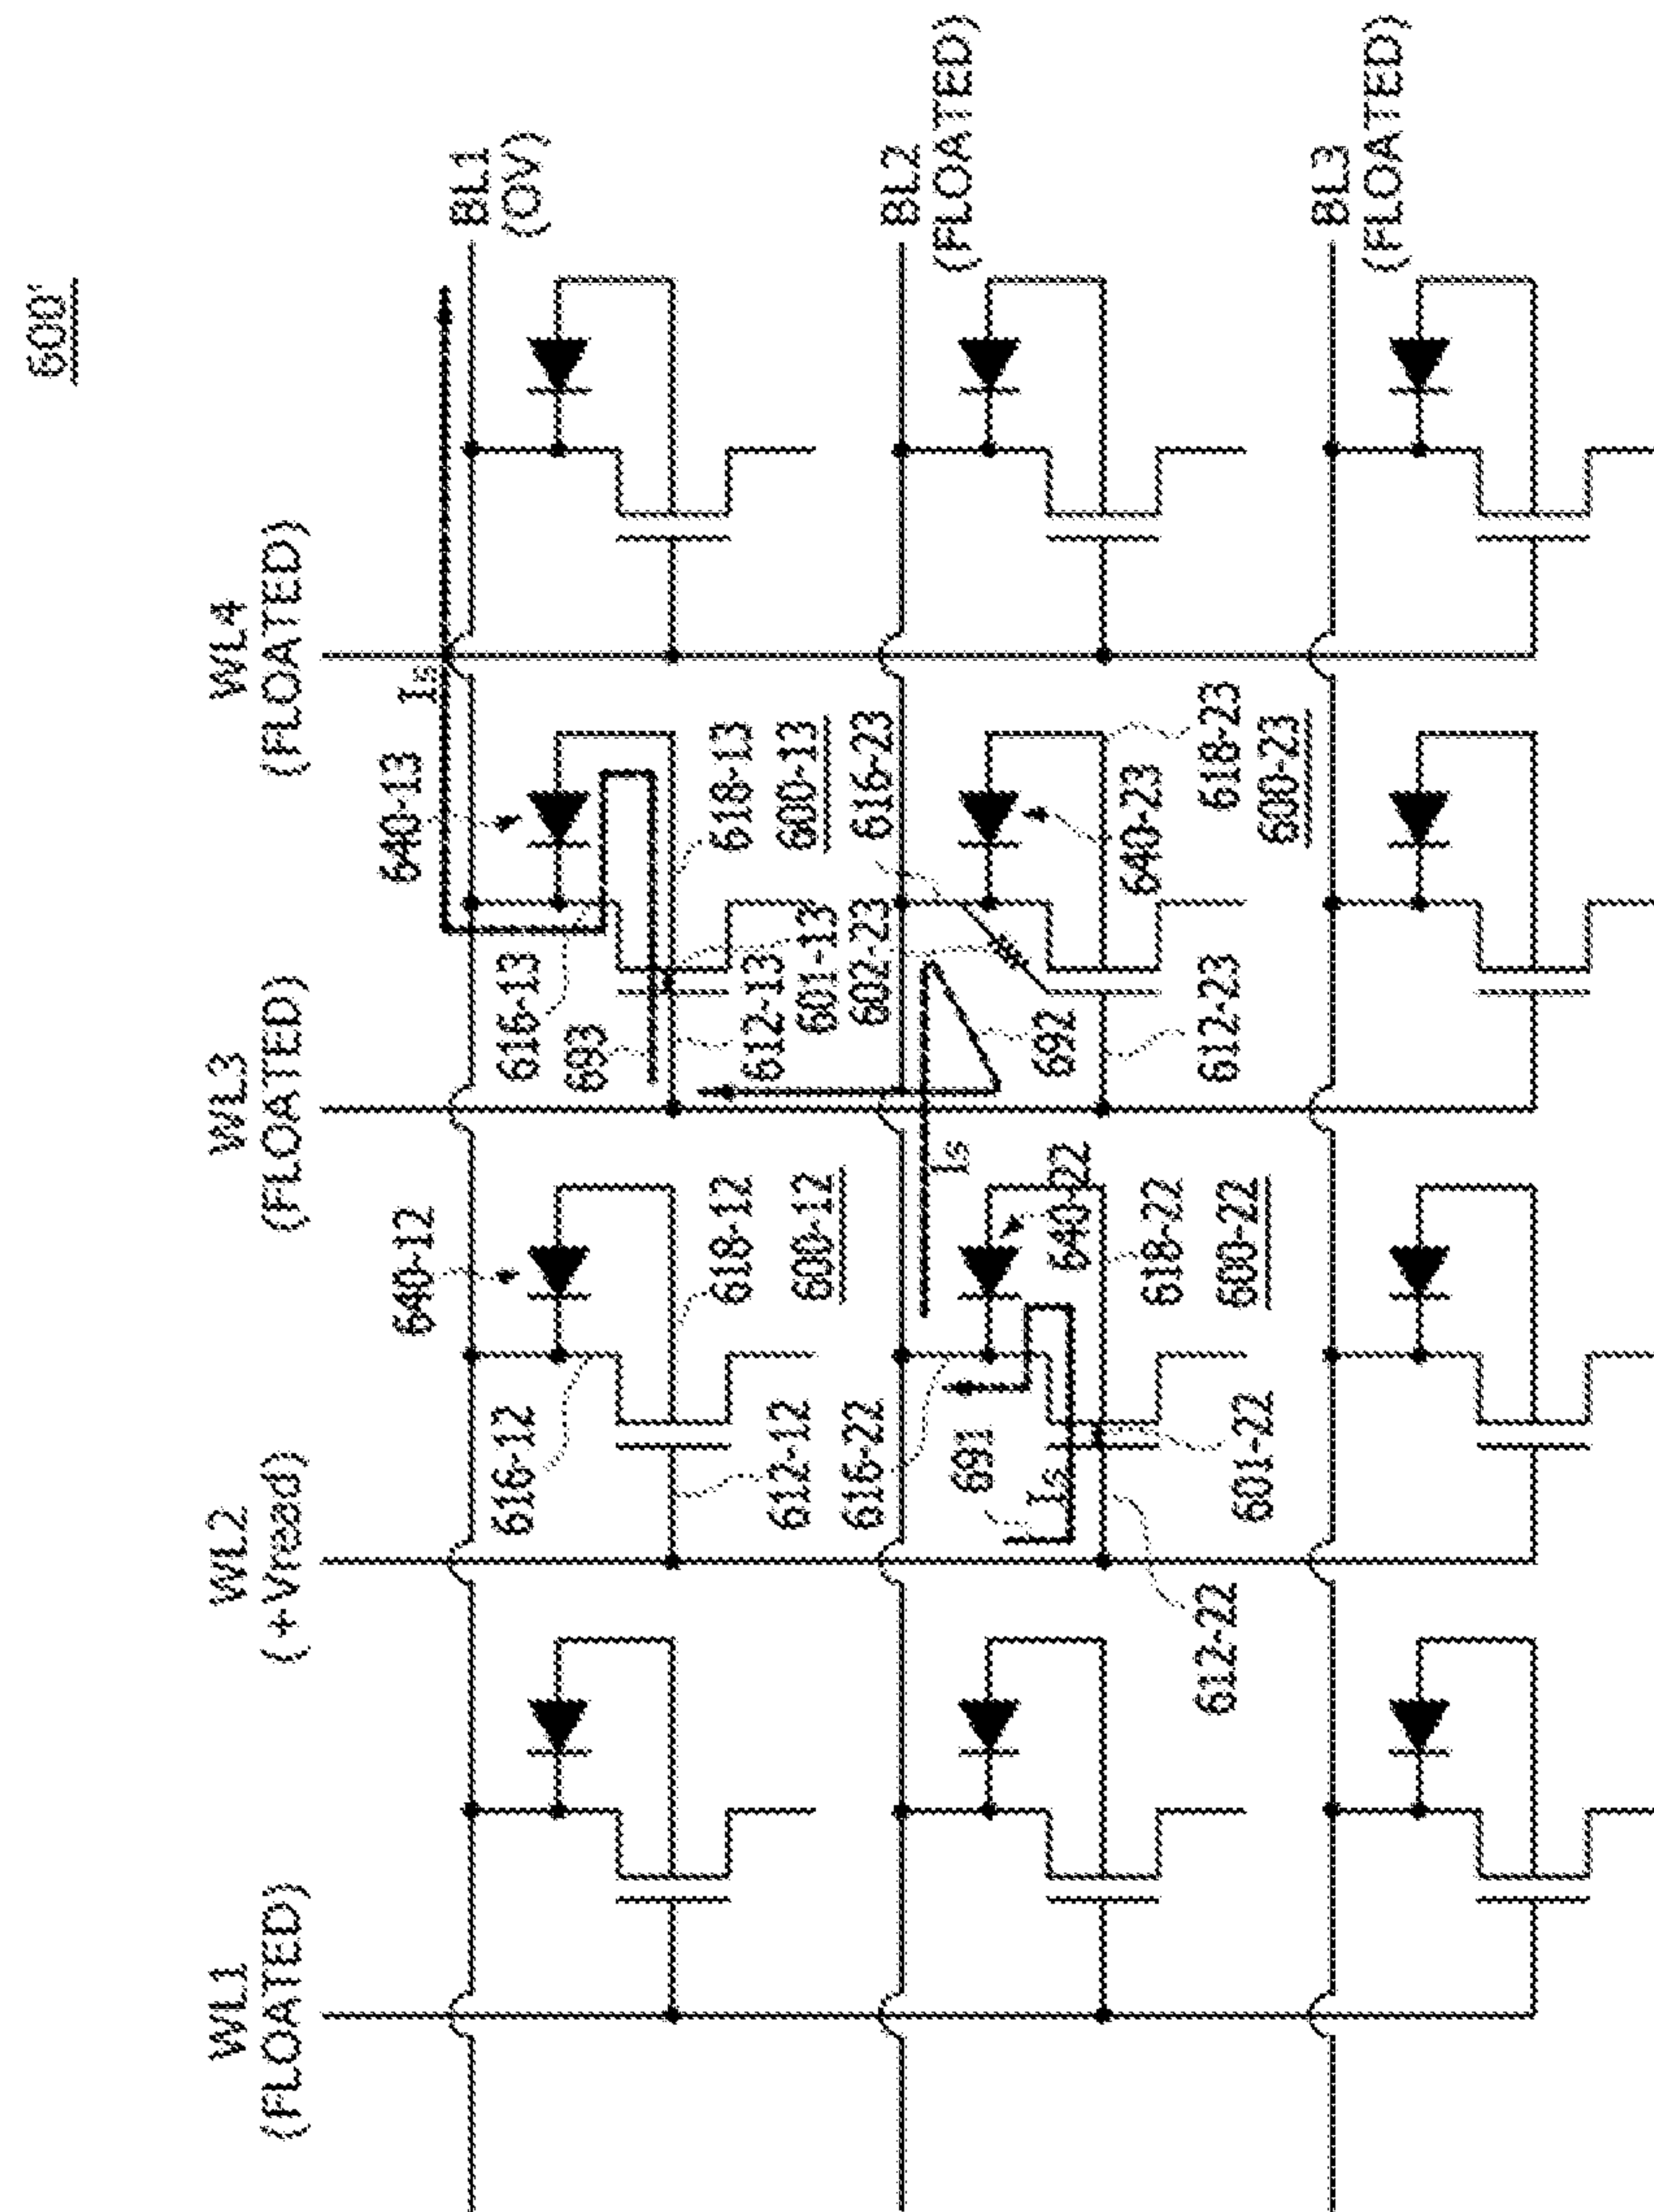 600'
WL1
(FLOATED)
WL2
(+Vread)
WL3
(FLOATED)
WL4
(FLOATED)
BL1
(0V)
BL2
(FLOATED)
BL3
(FLOATED)
640-12
640-13
Is
616-12
616-13
693
612-12
618-12
600-12
612-13
618-13
600-13
601-13
616-22
602-23
616-23
691
Is
Is
692
640-22
640-23
612-22
601-22
618-22
600-22
612-23
618-23
600-23